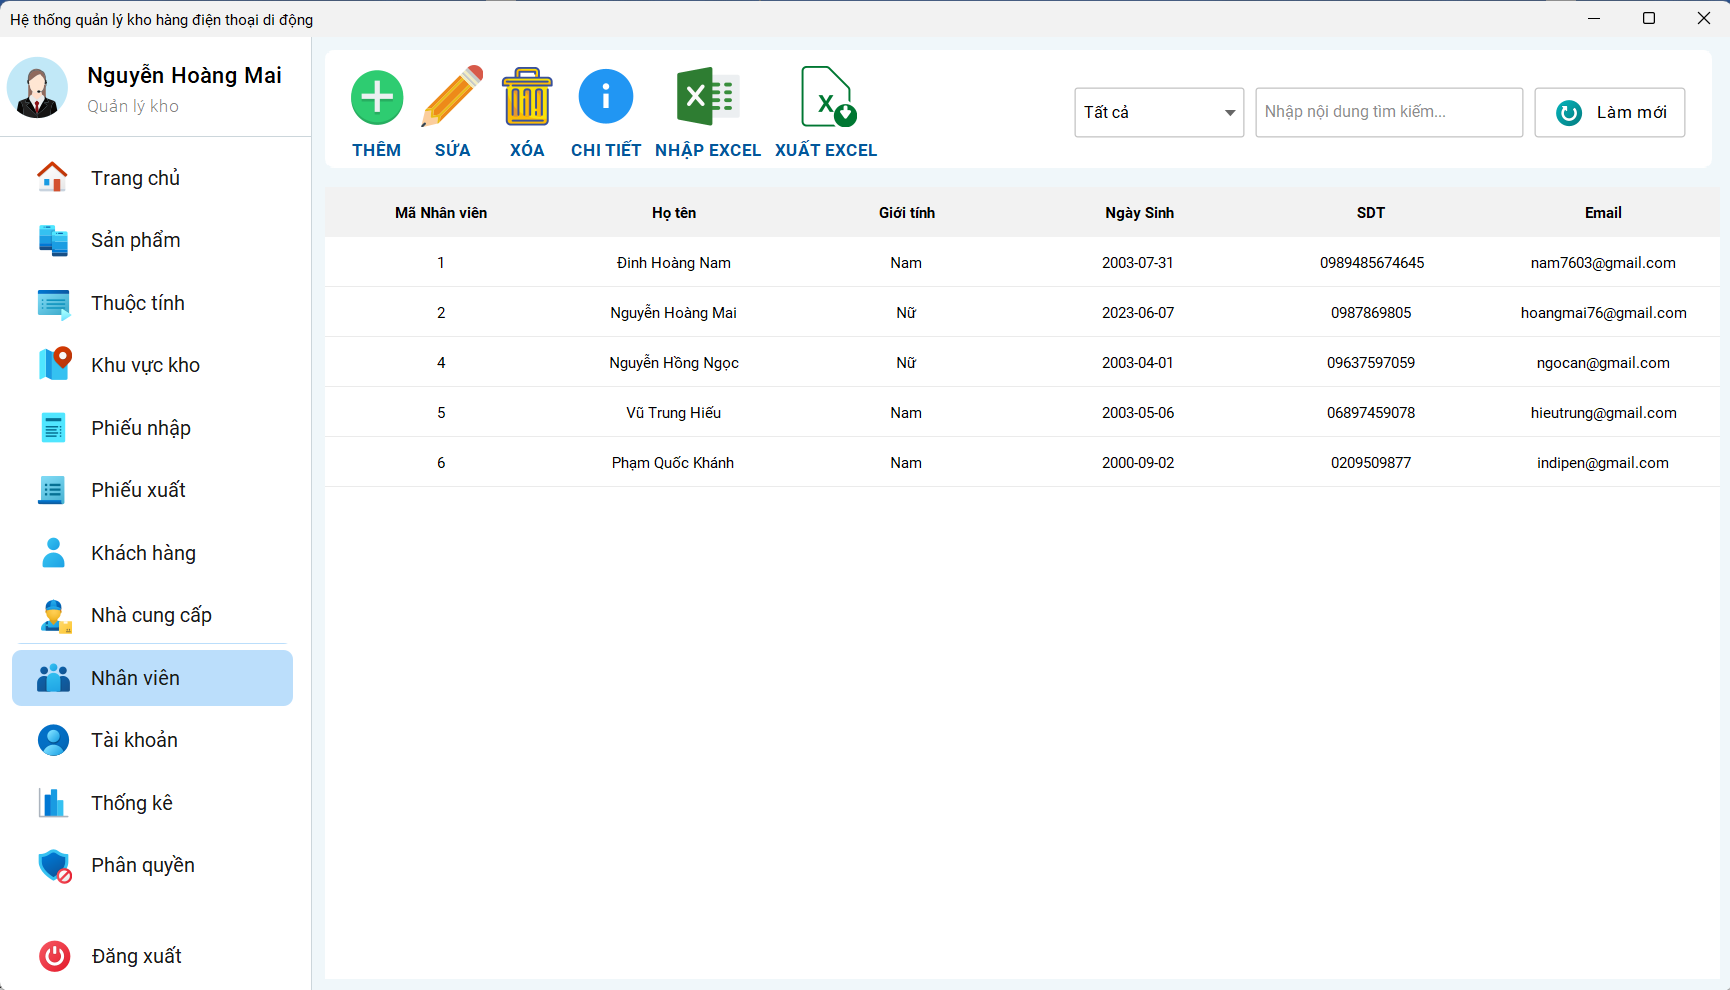 Hệ thống quản lý kho hàng điện thoại di động
Nguyễn Hoàng Mai
Quản lý kho
Trang chủ
Sản phẩm
Thuộc tính
Khu vực kho
Phiếu nhập
Phiếu xuất
Khách hàng
Nhà cung cấp
Nhân viên
Tài khoản
Thống kê
Phân quyền
Đăng xuất
THÊM SỬA XÓA CHI TIẾT NHẬP EXCEL XUẤT EXCEL
Tất cả Nhập nội dung tìm kiếm... Làm mới
Mã Nhân viên Họ tên Giới tính Ngày Sinh SDT Email
1 Đinh Hoàng Nam Nam 2003-07-31 0989485674645 nam7603@gmail.com
2 Nguyễn Hoàng Mai Nữ 2023-06-07 0987869805 hoangmai76@gmail.com
4 Nguyễn Hồng Ngọc Nữ 2003-04-01 09637597059 ngocan@gmail.com
5 Vũ Trung Hiếu Nam 2003-05-06 06897459078 hieutrung@gmail.com
6 Phạm Quốc Khánh Nam 2000-09-02 0209509877 indipen@gmail.com